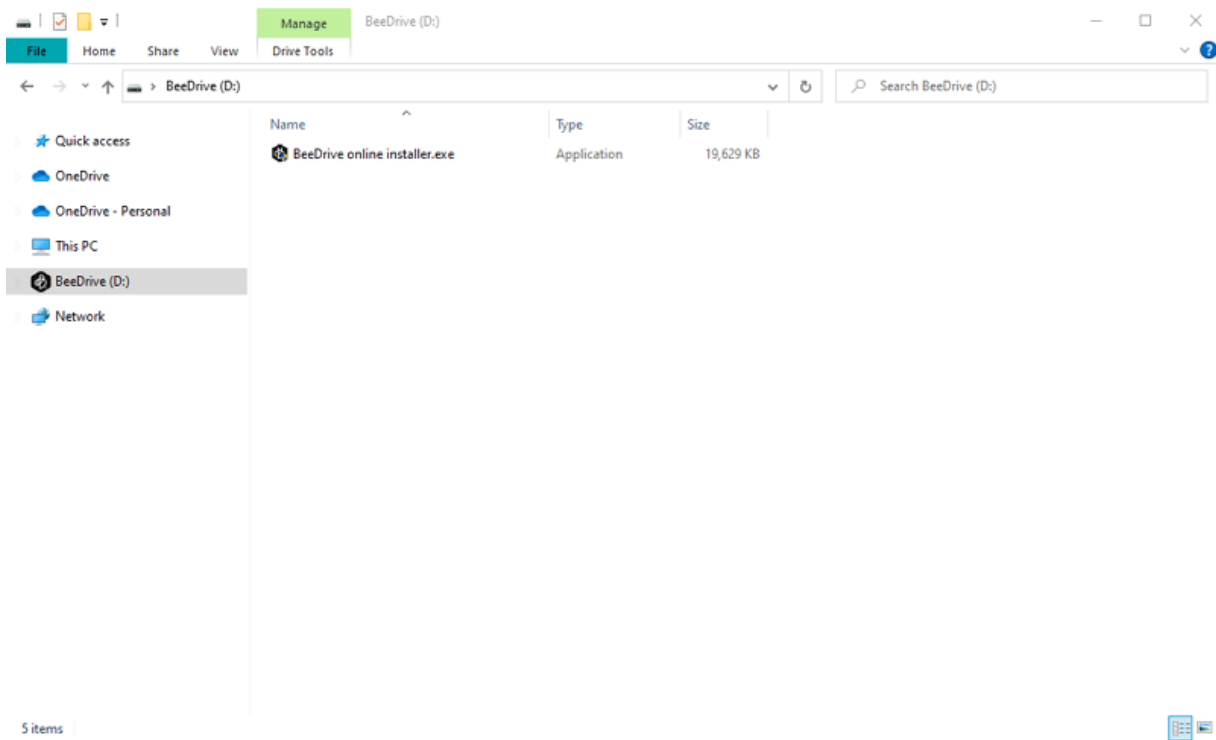 Manage BeeDrive (D:)
File Home Share View Drive Tools
BeeDrive (D:) Search BeeDrive (D:)
Name Type Size
Quick access
BeeDrive online installer.exe Application 19,629 KB
OneDrive
OneDrive - Personal
This PC
BeeDrive (D:)
Network
5 items